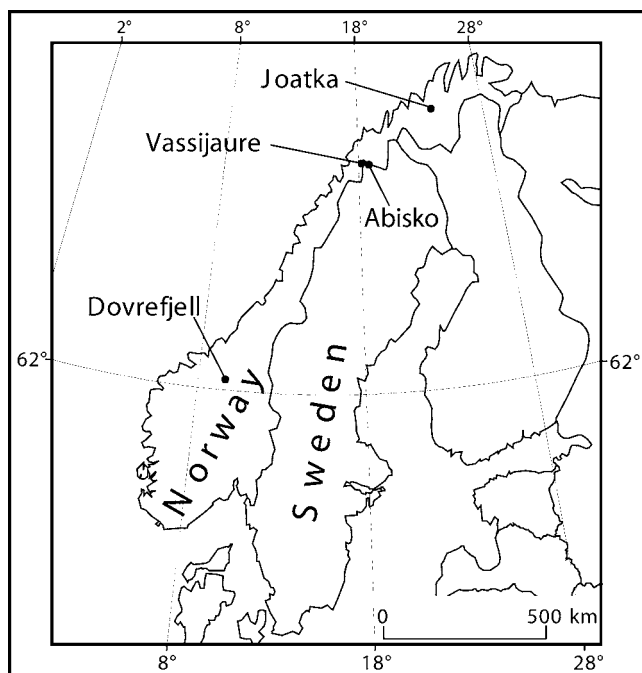 2° 8° 18° 28°
Joatka
Vassijaure
Abisko
Dovrefjell
62° 62°
Norway
Sweden
0 500 km
8° 18° 28°